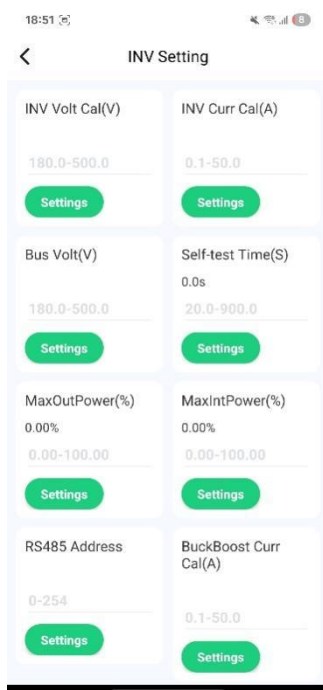 18:51
8
INV Setting
INV Volt Cal(V)
180.0-500.0
Settings
INV Curr Cal(A)
0.1-50.0
Settings
Bus Volt(V)
180.0-500.0
Settings
Self-test Time(S)
0.0s
20.0-900.0
Settings
MaxOutPower(%)
0.00%
0.00-100.00
Settings
MaxIntPower(%)
0.00%
0.00-100.00
Settings
RS485 Address
0-254
Settings
BuckBoost Curr
Cal(A)
0.1-50.0
Settings